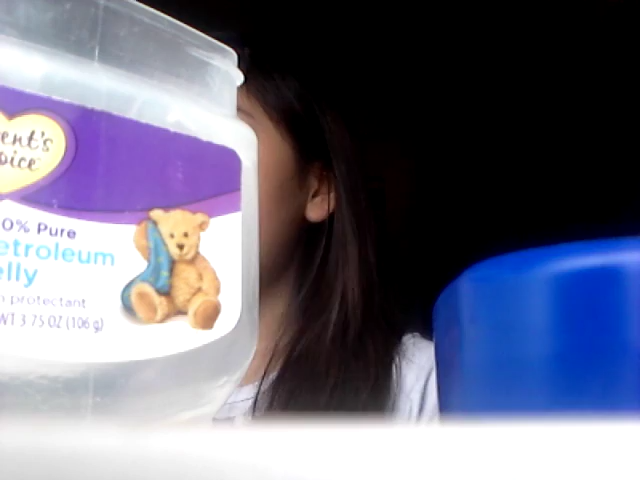 ent's
oice
0% Pure
etroleum
elly
n protectant
WT 3.75 OZ (106 g)